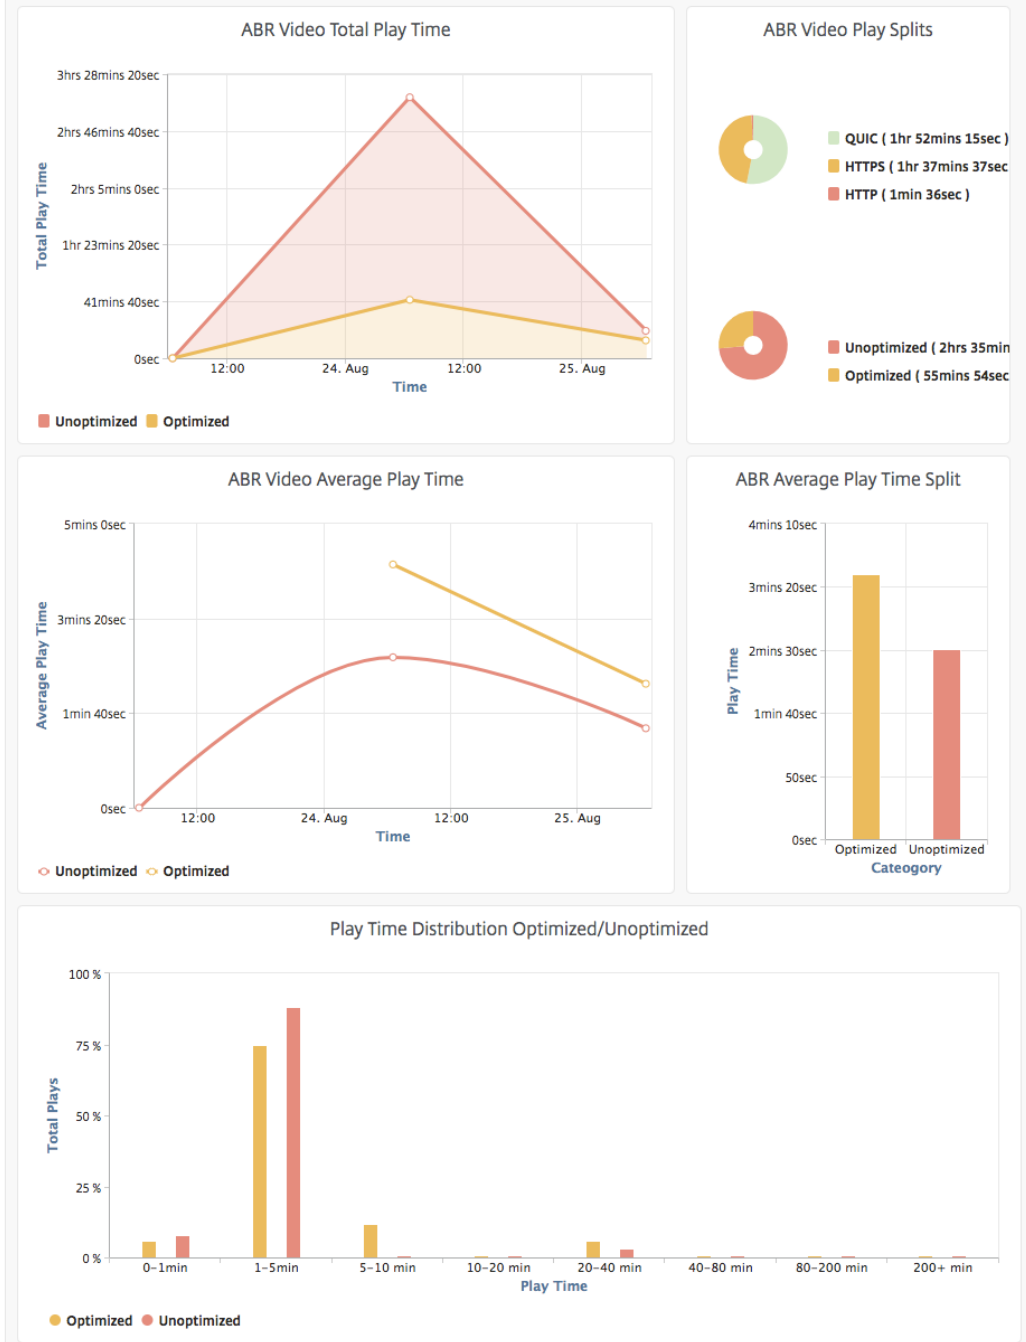 ABR Video Total Play Time
3hrs 28mins 20sec
2hrs 46mins 40sec
2hrs 5mins 0sec
1hr 23mins 20sec
41mins 40sec
0sec
Total Play Time
12:00
24. Aug
12:00
25. Aug
Time
Unoptimized
Optimized
ABR Video Play Splits
QUIC ( 1hr 52mins 15sec )
HTTPS ( 1hr 37mins 37sec
HTTP ( 1min 36sec )
Unoptimized ( 2hrs 35min
Optimized ( 55mins 54sec
ABR Video Average Play Time
5mins 0sec
3mins 20sec
1min 40sec
0sec
Average Play Time
12:00
24. Aug
12:00
25. Aug
Time
Unoptimized
Optimized
ABR Average Play Time Split
4mins 10sec
3mins 20sec
2mins 30sec
1min 40sec
50sec
0sec
Play Time
Optimized
Unoptimized
Cateogory
Play Time Distribution Optimized/Unoptimized
100 %
75 %
50 %
25 %
0 %
Total Plays
0-1min
1-5min
5-10 min
10-20 min
20-40 min
40-80 min
80-200 min
200+ min
Play Time
Optimized
Unoptimized